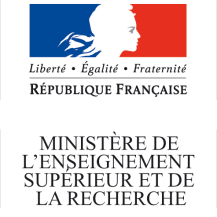 Liberté • Égalité • Fraternité
RÉPUBLIQUE FRANÇAISE
MINISTÈRE DE
L'ENSEIGNEMENT
SUPÉRIEUR ET DE
LA RECHERCHE